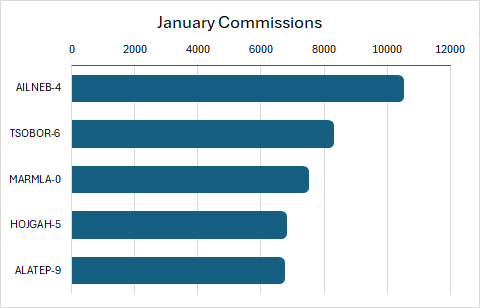 January Commissions
0 2000 4000 6000 8000 10000 12000
AILNEB-4
TSOBOR-6
MARMLA-0
HOJGAH-5
ALATEP-9